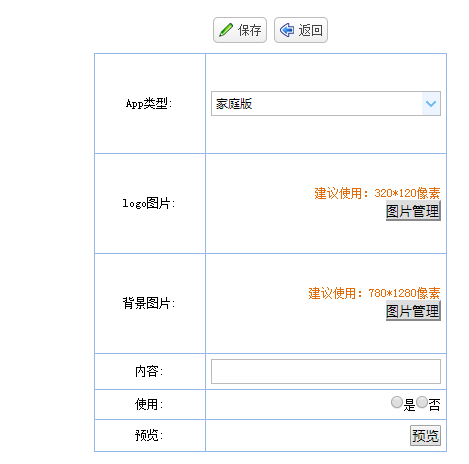 保存 返回
App类型: 家庭版
建议使用：320*120像素
logo图片: 图片管理
建议使用：780*1280像素
背景图片: 图片管理
内容:
使用: 是 否
预览: 预览